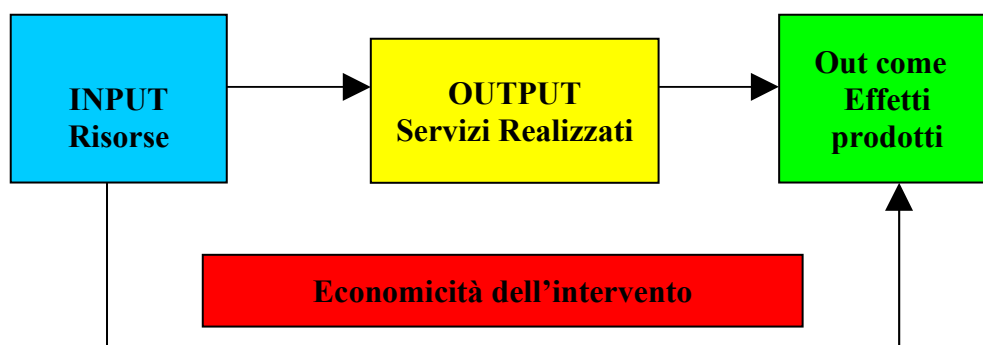 INPUT
Risorse
OUTPUT
Servizi Realizzati
Out come
Effetti
prodotti
Economicità dell’intervento